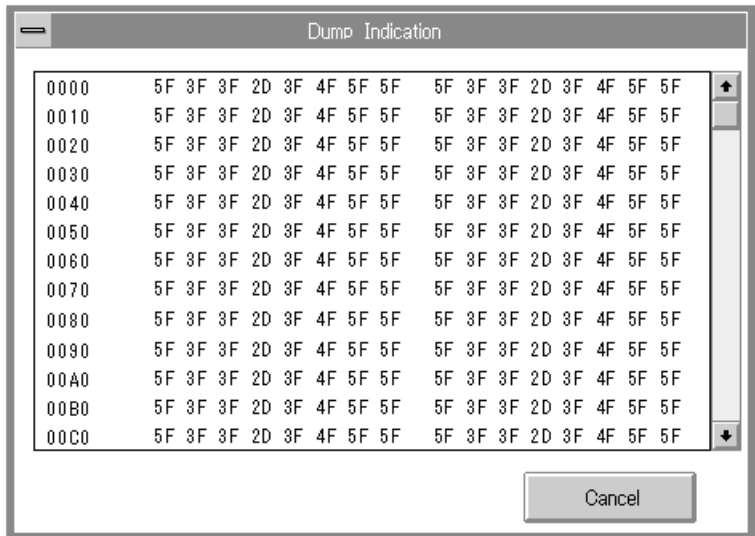 Dump Indication
0000 5F 3F 3F 2D 3F 4F 5F 5F 5F 3F 3F 2D 3F 4F 5F 5F
0010 5F 3F 3F 2D 3F 4F 5F 5F 5F 3F 3F 2D 3F 4F 5F 5F
0020 5F 3F 3F 2D 3F 4F 5F 5F 5F 3F 3F 2D 3F 4F 5F 5F
0030 5F 3F 3F 2D 3F 4F 5F 5F 5F 3F 3F 2D 3F 4F 5F 5F
0040 5F 3F 3F 2D 3F 4F 5F 5F 5F 3F 3F 2D 3F 4F 5F 5F
0050 5F 3F 3F 2D 3F 4F 5F 5F 5F 3F 3F 2D 3F 4F 5F 5F
0060 5F 3F 3F 2D 3F 4F 5F 5F 5F 3F 3F 2D 3F 4F 5F 5F
0070 5F 3F 3F 2D 3F 4F 5F 5F 5F 3F 3F 2D 3F 4F 5F 5F
0080 5F 3F 3F 2D 3F 4F 5F 5F 5F 3F 3F 2D 3F 4F 5F 5F
0090 5F 3F 3F 2D 3F 4F 5F 5F 5F 3F 3F 2D 3F 4F 5F 5F
00A0 5F 3F 3F 2D 3F 4F 5F 5F 5F 3F 3F 2D 3F 4F 5F 5F
00B0 5F 3F 3F 2D 3F 4F 5F 5F 5F 3F 3F 2D 3F 4F 5F 5F
00C0 5F 3F 3F 2D 3F 4F 5F 5F 5F 3F 3F 2D 3F 4F 5F 5F
Cancel